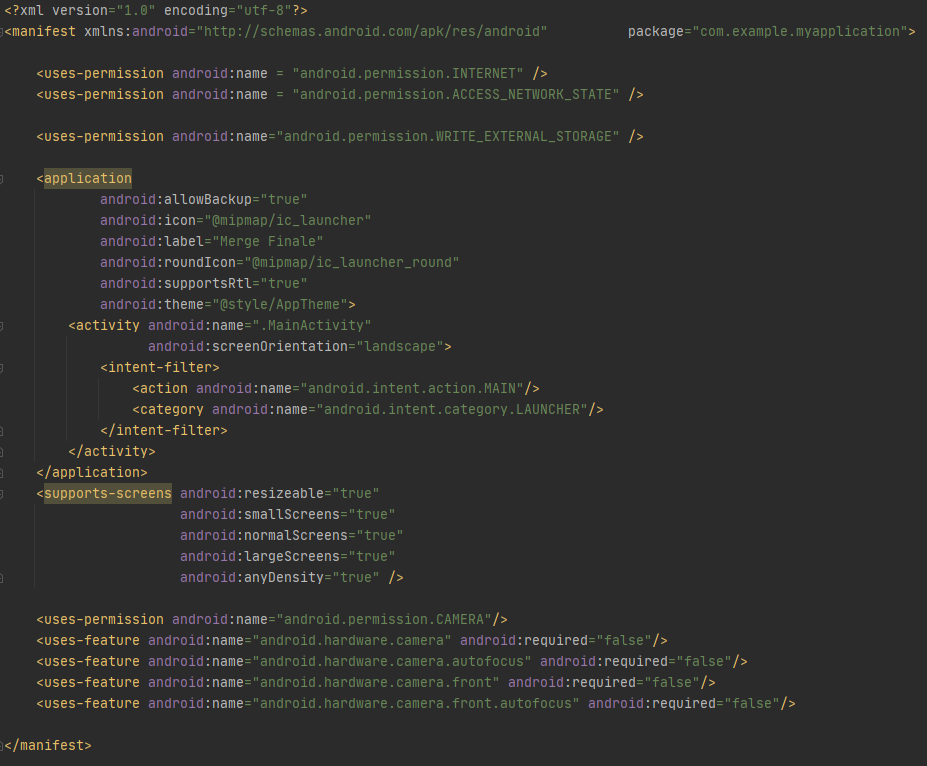 <?xml version="1.0" encoding="utf-8"?>
<manifest xmlns:android="http://schemas.android.com/apk/res/android"          package="com.example.myapplication">
    <uses-permission android:name = "android.permission.INTERNET" />
    <uses-permission android:name = "android.permission.ACCESS_NETWORK_STATE" />
    <uses-permission android:name="android.permission.WRITE_EXTERNAL_STORAGE" />
    <application
            android:allowBackup="true"
            android:icon="@mipmap/ic_launcher"
            android:label="Merge Finale"
            android:roundIcon="@mipmap/ic_launcher_round"
            android:supportsRtl="true"
            android:theme="@style/AppTheme">
        <activity android:name=".MainActivity"
                  android:screenOrientation="landscape">
            <intent-filter>
                <action android:name="android.intent.action.MAIN"/>
                <category android:name="android.intent.category.LAUNCHER"/>
            </intent-filter>
        </activity>
    </application>
    <supports-screens android:resizeable="true"
                      android:smallScreens="true"
                      android:normalScreens="true"
                      android:largeScreens="true"
                      android:anyDensity="true" />
    <uses-permission android:name="android.permission.CAMERA"/>
    <uses-feature android:name="android.hardware.camera" android:required="false"/>
    <uses-feature android:name="android.hardware.camera.autofocus" android:required="false"/>
    <uses-feature android:name="android.hardware.camera.front" android:required="false"/>
    <uses-feature android:name="android.hardware.camera.front.autofocus" android:required="false"/>
</manifest>